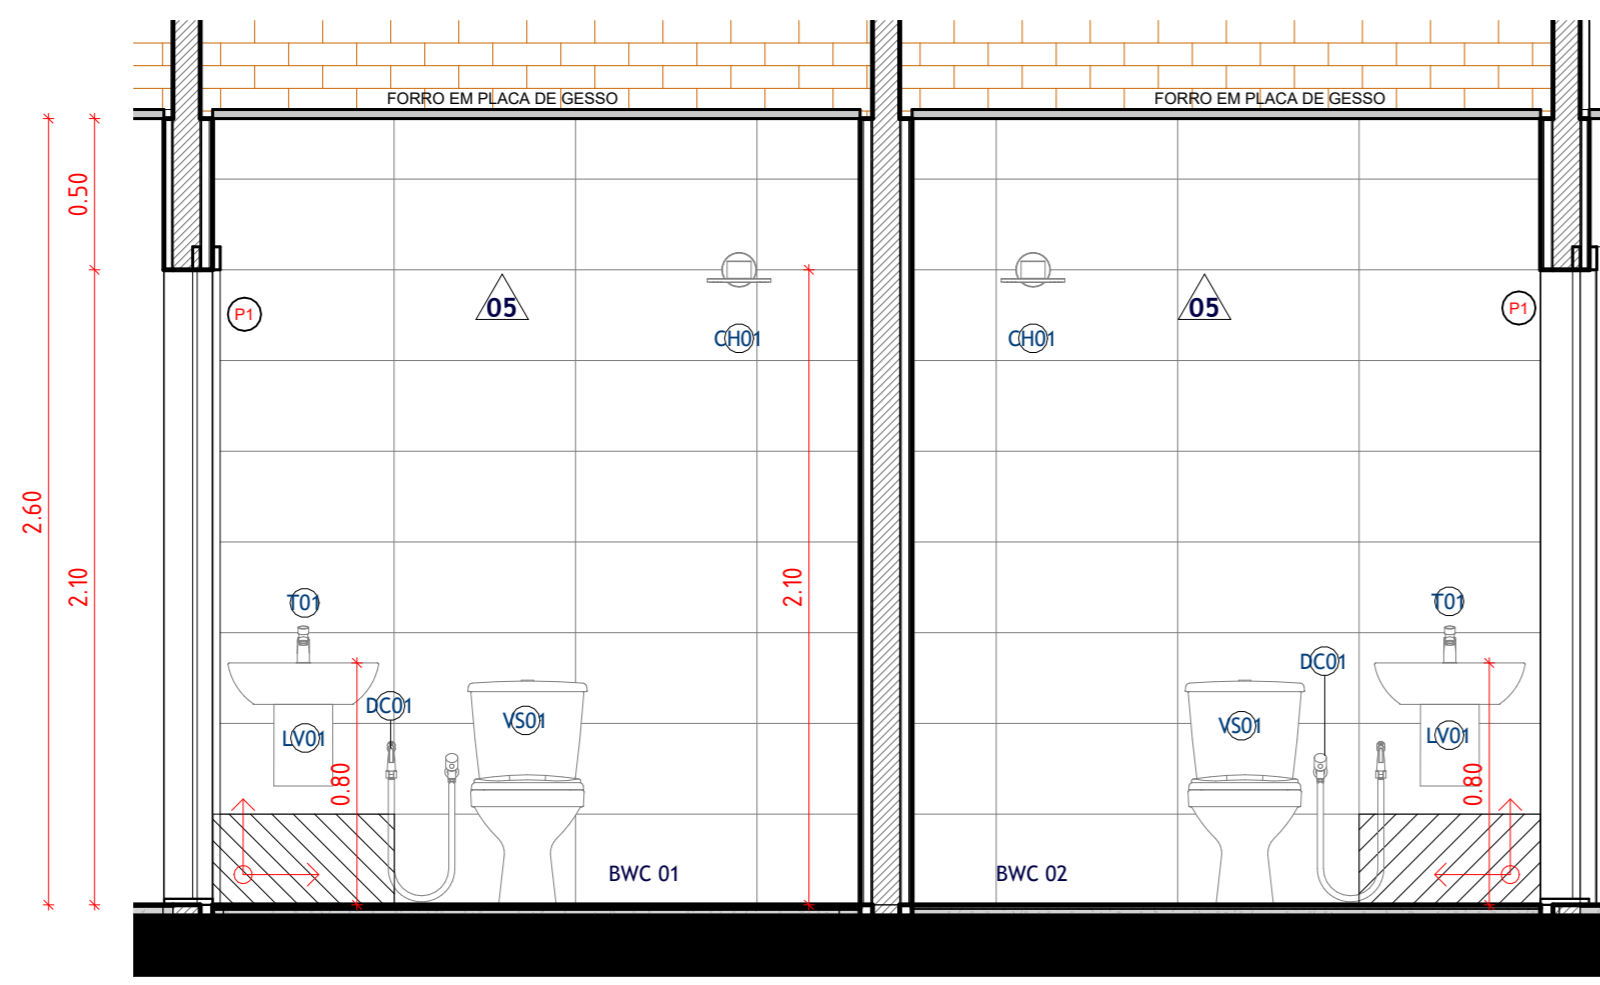 FORRO EM PLACA DE GESSO
FORRO EM PLACA DE GESSO
0.50
P1
05
CH01
CH01
05
P1
2.60
2.10
2.10
T01
T01
DC01
DC01
LV01
VS01
VS01
LV01
0.80
0.80
BWC 01
BWC 02